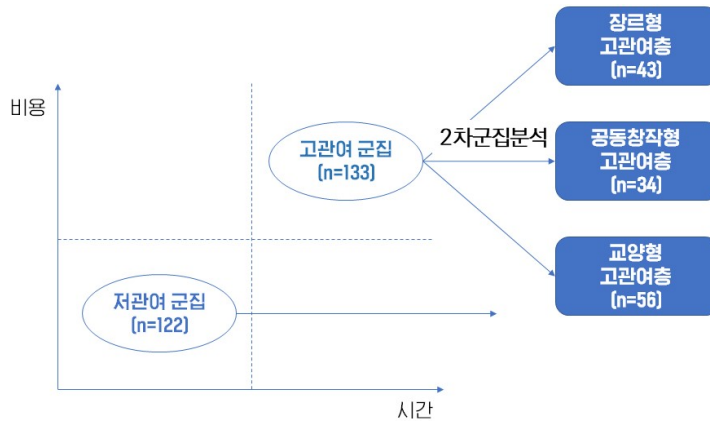 장르형
고관여층
(n=43)
비용
고관여 군집
(n=133)
2차군집분석
공동창작형
고관여층
(n=34)
교양형
고관여층
(n=56)
저관여 군집
(n=122)
시간